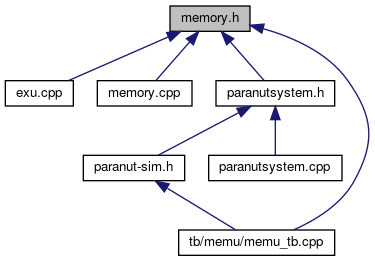 memory.h
exu.cpp
memory.cpp
paranutsystem.h
paranut-sim.h
paranutsystem.cpp
tb/memu/memu_tb.cpp